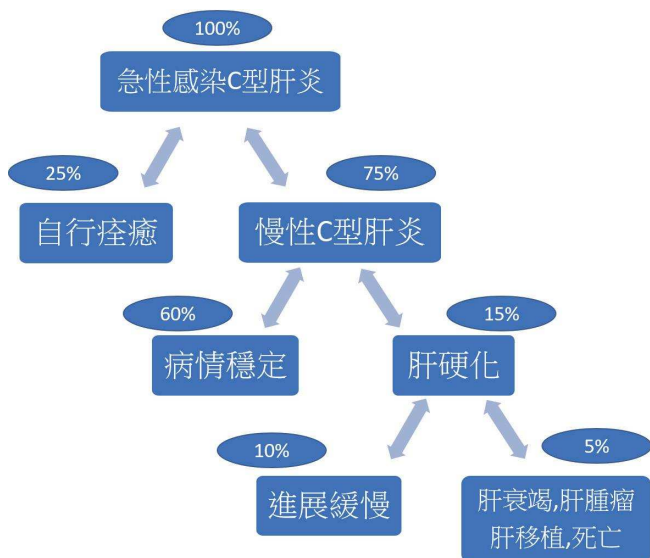 100%
急性感染C型肝炎
25%
75%
自行痊癒
慢性C型肝炎
60%
15%
病情穩定
肝硬化
10%
5%
進展緩慢
肝衰竭,肝腫瘤
肝移植,死亡